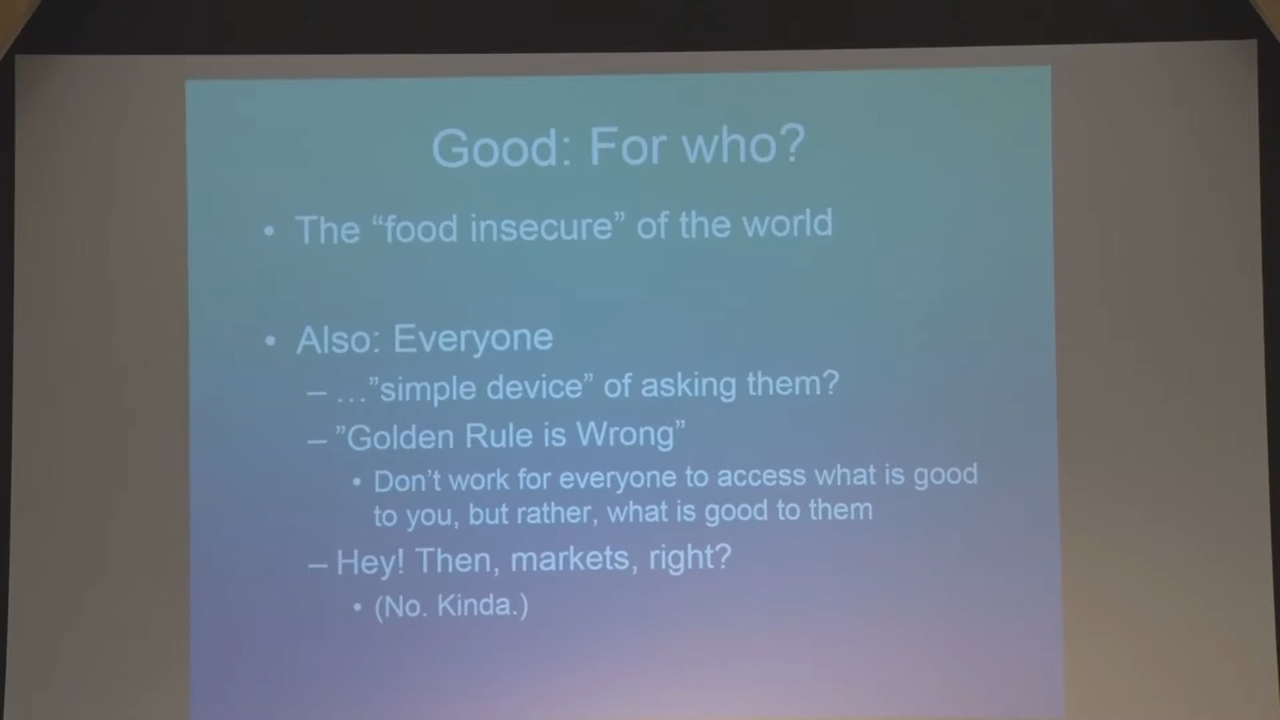 Good: For who?
• The “food insecure” of the world
• Also: Everyone
– …”simple device” of asking them?
– ”Golden Rule is Wrong”
• Don’t work for everyone to access what is good
to you, but rather, what is good to them
– Hey! Then, markets, right?
• (No. Kinda.)